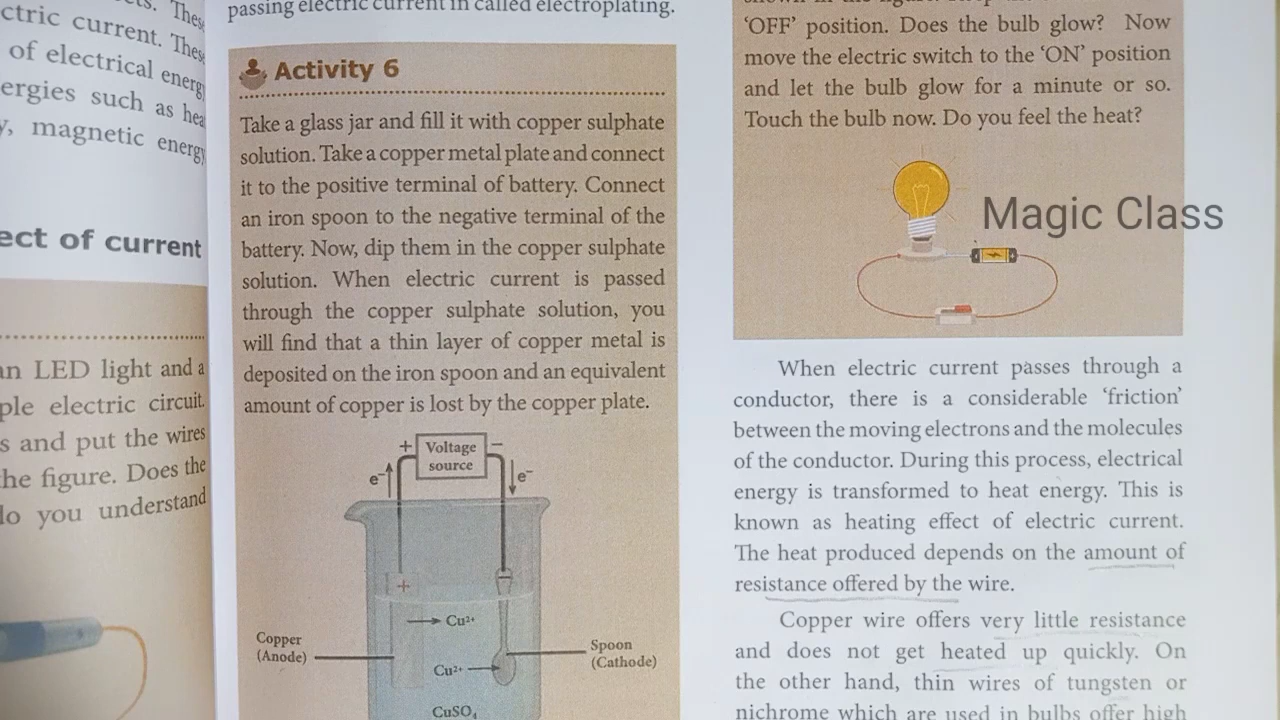 ctric current. These
of electrical energy
ergies such as hea
y, magnetic energy
ect of current
an LED light and a
ple electric circuit.
s and put the wires
he figure. Does the
do you understand
passing electric current in called electroplating.
Activity 6
Take a glass jar and fill it with copper sulphate
solution. Take a copper metal plate and connect
it to the positive terminal of battery. Connect
an iron spoon to the negative terminal of the
battery. Now, dip them in the copper sulphate
solution. When electric current is passed
through the copper sulphate solution, you
will find that a thin layer of copper metal is
deposited on the iron spoon and an equivalent
amount of copper is lost by the copper plate.
+ Voltage source −
e⁻ e⁻
+ −
Cu²⁺
Copper
(Anode)
Spoon
(Cathode)
Cu²⁺
CuSO₄
‘OFF’ position. Does the bulb glow? Now
move the electric switch to the ‘ON’ position
and let the bulb glow for a minute or so.
Touch the bulb now. Do you feel the heat?
Magic Class
When electric current passes through a
conductor, there is a considerable ‘friction’
between the moving electrons and the molecules
of the conductor. During this process, electrical
energy is transformed to heat energy. This is
known as heating effect of electric current.
The heat produced depends on the amount of
resistance offered by the wire.
Copper wire offers very little resistance
and does not get heated up quickly. On
the other hand, thin wires of tungsten or
nichrome which are used in bulbs offer high